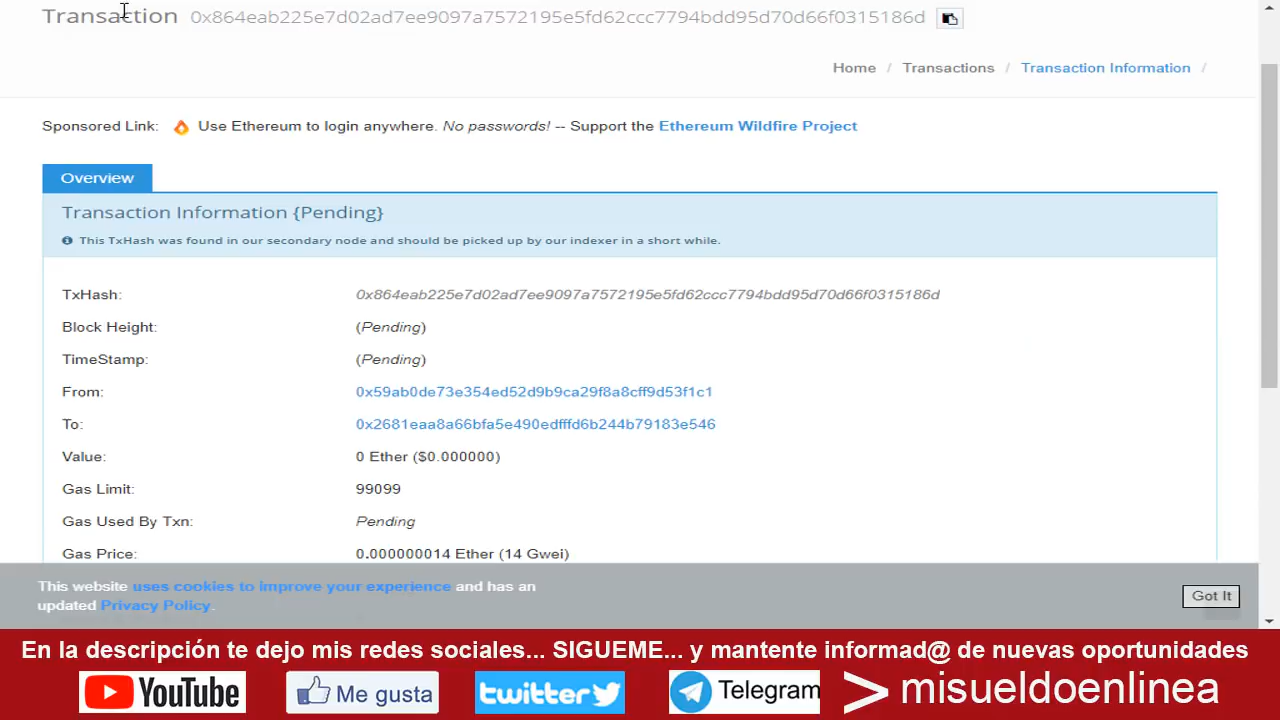 Transaction 0x864eab225e7d02ad7ee9097a7572195e5fd62ccc7794bdd95d70d66f0315186d
Home / Transactions / Transaction Information /
Sponsored Link: Use Ethereum to login anywhere. No passwords! -- Support the Ethereum Wildfire Project
Overview
Transaction Information {Pending}
This TxHash was found in our secondary node and should be picked up by our indexer in a short while.
TxHash: 0x864eab225e7d02ad7ee9097a7572195e5fd62ccc7794bdd95d70d66f0315186d
Block Height: (Pending)
TimeStamp: (Pending)
From: 0x59ab0de73e354ed52d9b9ca29f8a8cff9d53f1c1
To: 0x2681eaa8a66bfa5e490edfffd6b244b79183e546
Value: 0 Ether ($0.000000)
Gas Limit: 99099
Gas Used By Txn: Pending
Gas Price: 0.000000014 Ether (14 Gwei)
This website uses cookies to improve your experience and has an
updated Privacy Policy.
Got It
En la descripción te dejo mis redes sociales... SIGUEME... y mantente informad@ de nuevas oportunidades
YouTube Me gusta twitter Telegram > misueldoenlinea